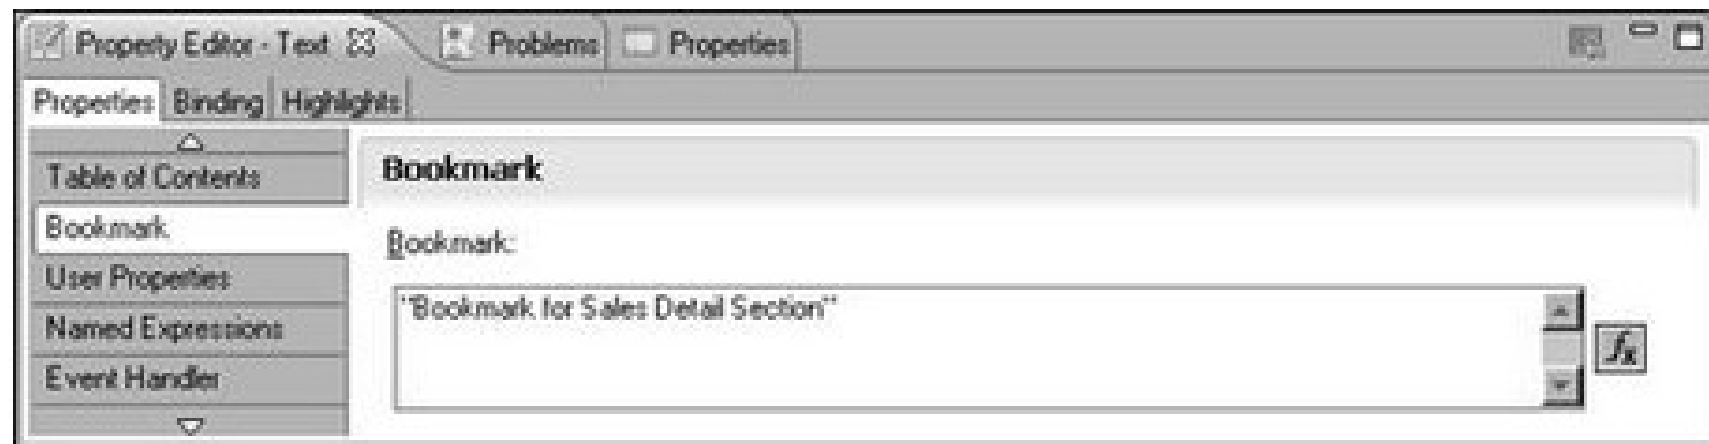 Property Editor - Text Problems Properties
Properties Binding Highlights
Table of Contents
Bookmark
User Properties
Named Expressions
Event Handler
Bookmark
Bookmark:
"Bookmark for Sales Detail Section"
fx